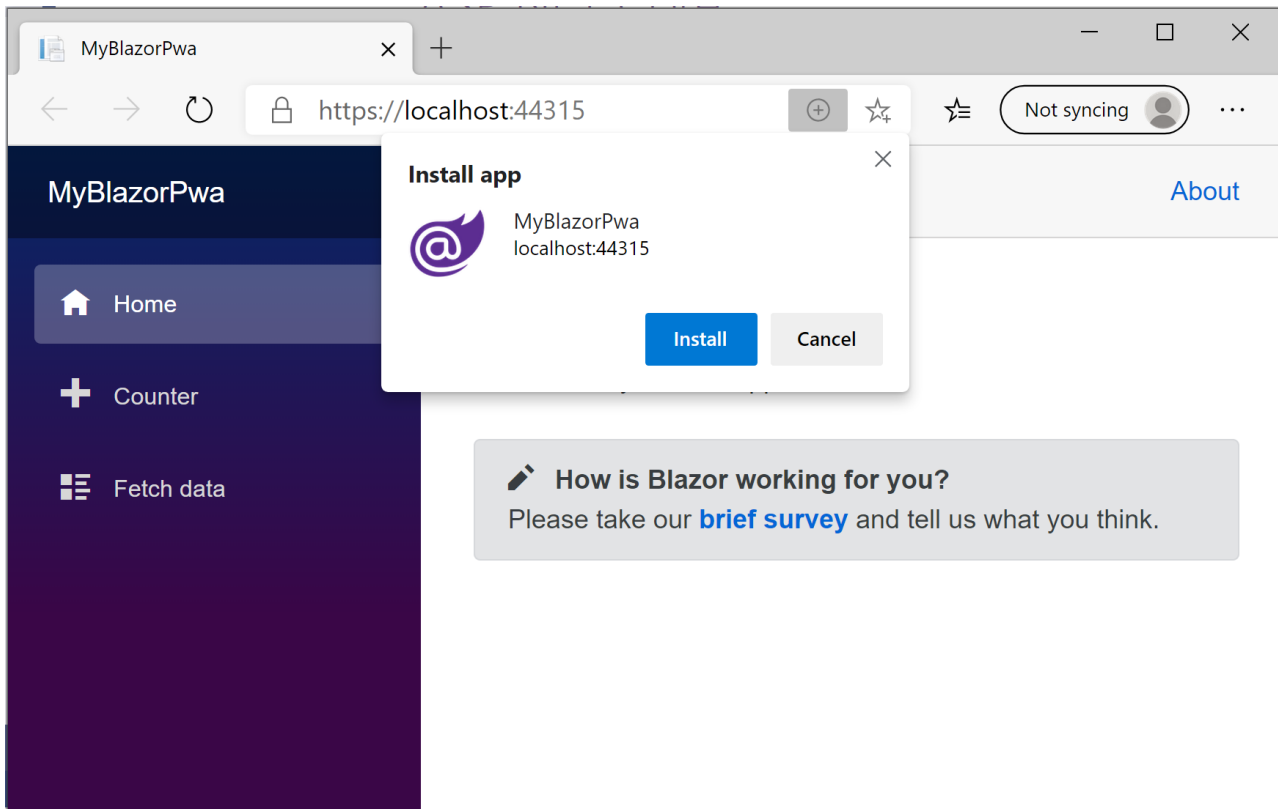 MyBlazorPwa
https://localhost:44315
Not syncing
MyBlazorPwa
About
Install app
MyBlazorPwa
localhost:44315
Install
Cancel
Home
Counter
Fetch data
How is Blazor working for you?
Please take our brief survey and tell us what you think.